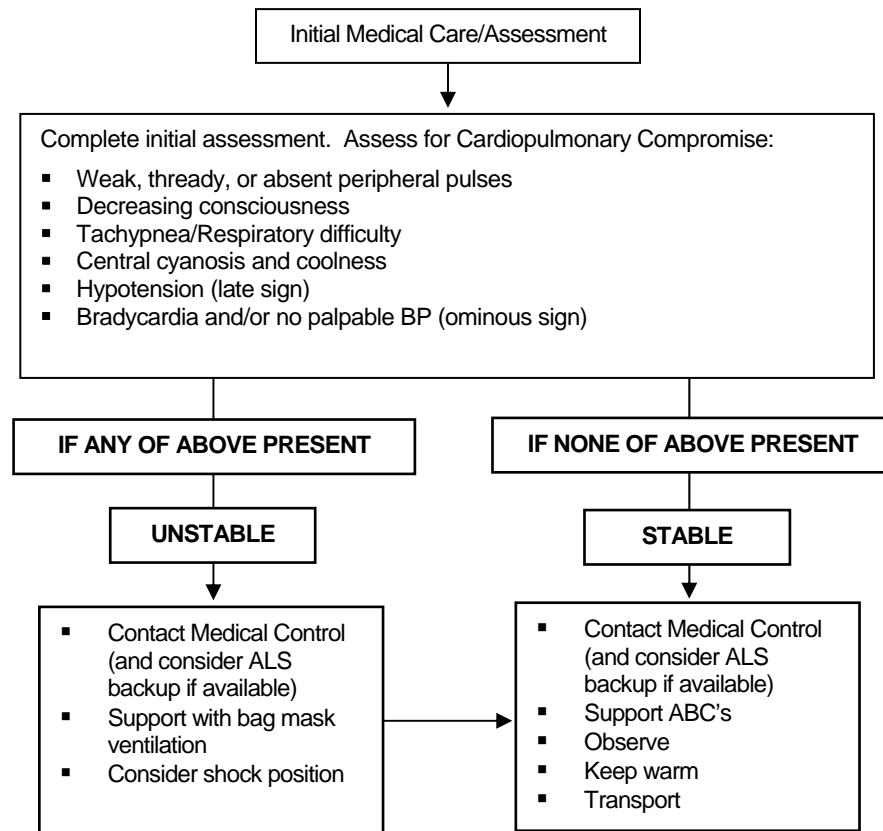 Initial Medical Care/Assessment
Complete initial assessment.  Assess for Cardiopulmonary Compromise:
▪ Weak, thready, or absent peripheral pulses
▪ Decreasing consciousness
▪ Tachypnea/Respiratory difficulty
▪ Central cyanosis and coolness
▪ Hypotension (late sign)
▪ Bradycardia and/or no palpable BP (ominous sign)
IF ANY OF ABOVE PRESENT
IF NONE OF ABOVE PRESENT
UNSTABLE
STABLE
▪ Contact Medical Control
(and consider ALS
backup if available)
▪ Support with bag mask
ventilation
▪ Consider shock position
▪ Contact Medical Control
(and consider ALS
backup if available)
▪ Support ABC's
▪ Observe
▪ Keep warm
▪ Transport